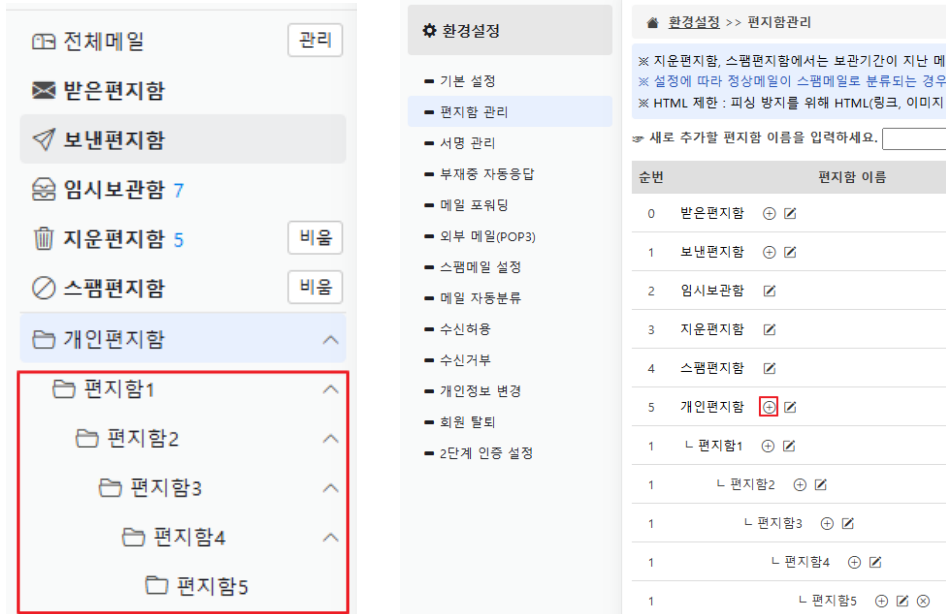 전체메일 관리
받은편지함
보낸편지함
임시보관함 7
지운편지함 5 비움
스팸편지함 비움
개인편지함
편지함1
편지함2
편지함3
편지함4
편지함5
환경설정
기본 설정
편지함 관리
서명 관리
부재중 자동응답
메일 포워딩
외부 메일(POP3)
스팸메일 설정
메일 자동분류
수신허용
수신거부
개인정보 변경
회원 탈퇴
2단계 인증 설정
환경설정 >> 편지함관리
※ 지운편지함, 스팸편지함에서는 보관기간이 지난 메
※ 설정에 따라 정상메일이 스팸메일로 분류되는 경우
※ HTML 제한 : 피싱 방지를 위해 HTML(링크, 이미지
☞ 새로 추가할 편지함 이름을 입력하세요.
순번 편지함 이름
0 받은편지함
1 보낸편지함
2 임시보관함
3 지운편지함
4 스팸편지함
5 개인편지함
1 ㄴ 편지함1
1 ㄴ 편지함2
1 ㄴ 편지함3
1 ㄴ 편지함4
1 ㄴ 편지함5